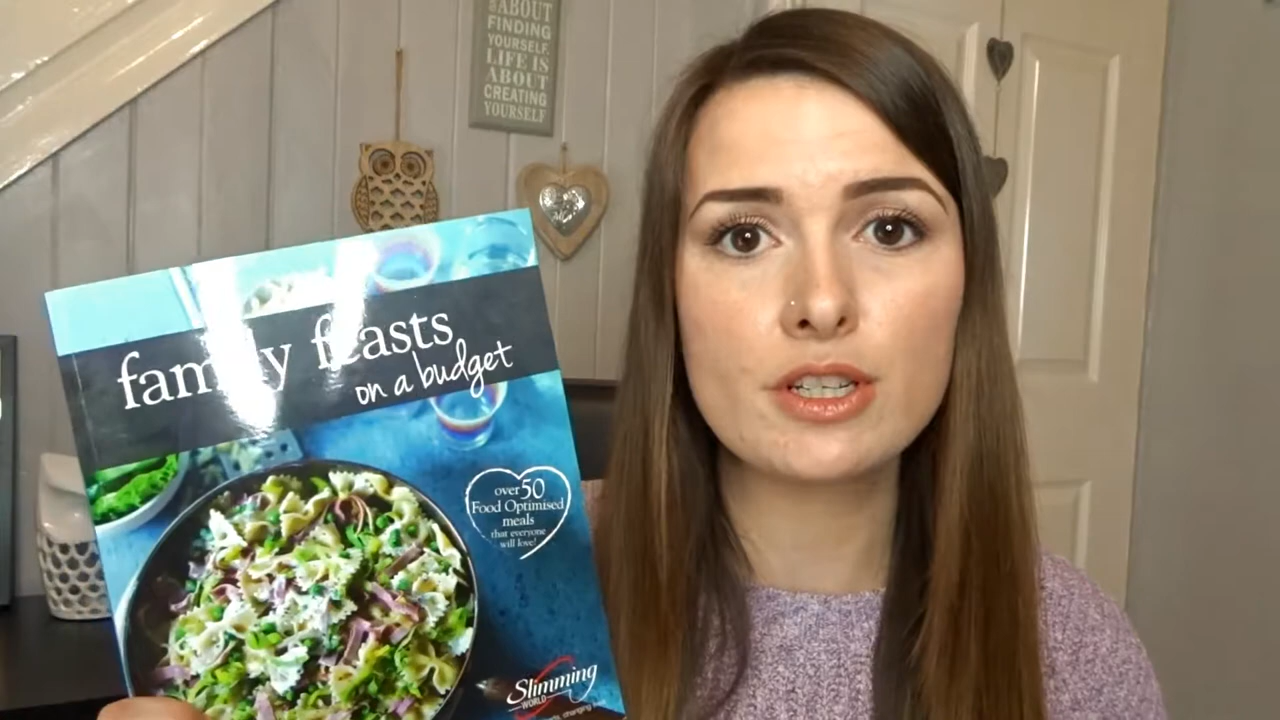 ABOUT
FINDING
YOURSELF.
LIFE IS
ABOUT
CREATING
YOURSELF
family feasts
on a budget
over 50
Food Optimised
meals
that everyone
will love!
Slimming
WORLD
changing